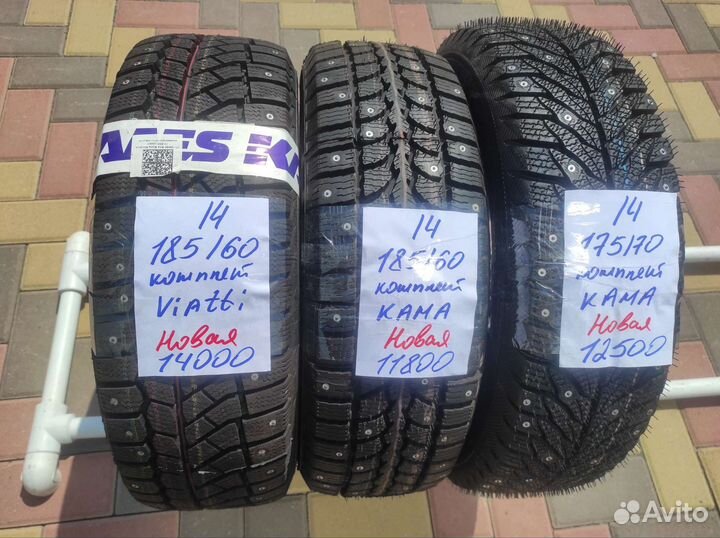 14
185/60
комплект
Viatti
Новая
14000
14
185/60
комплект
КАМА
Новая
11800
14
175/70
комплект
КАМА
Новая
12500
Avito